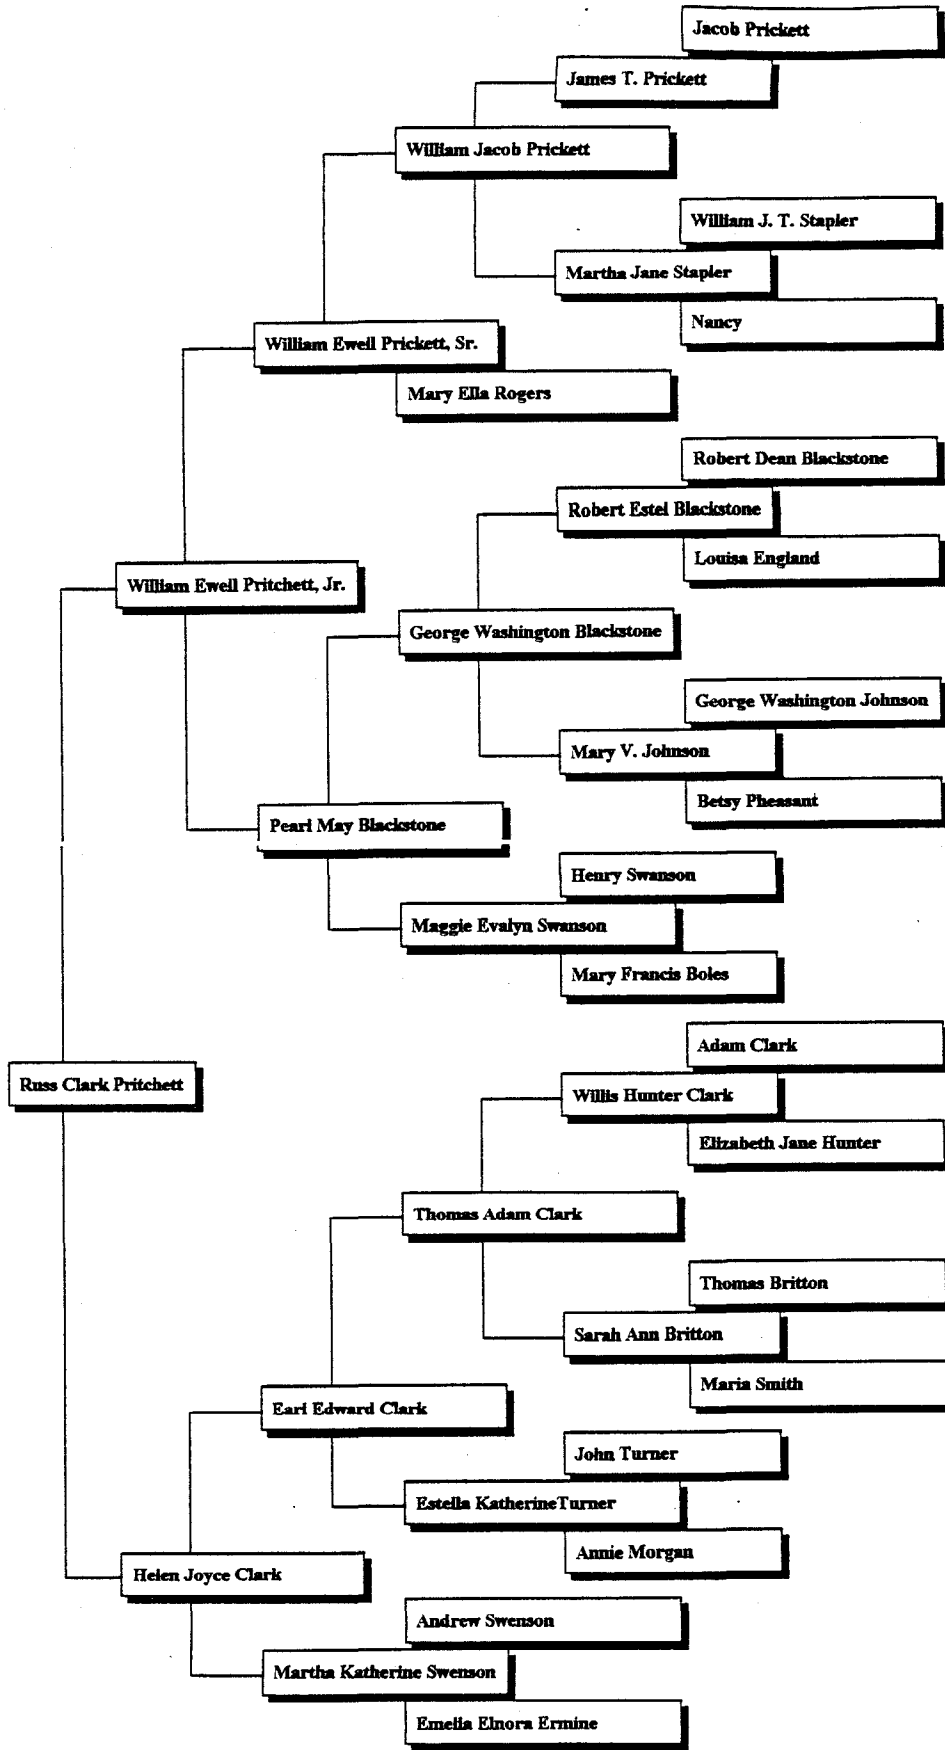 Jacob Prickett
James T. Prickett
William Jacob Prickett
William J. T. Stapler
Martha Jane Stapler
Nancy
William Ewell Prickett, Sr.
Mary Ella Rogers
Robert Dean Blackstone
Robert Estel Blackstone
Louisa England
William Ewell Pritchett, Jr.
George Washington Blackstone
George Washington Johnson
Mary V. Johnson
Betsy Pheasant
Pearl May Blackstone
Henry Swanson
Maggie Evalyn Swanson
Mary Francis Boles
Adam Clark
Russ Clark Pritchett
Willis Hunter Clark
Elizabeth Jane Hunter
Thomas Adam Clark
Thomas Britton
Sarah Ann Britton
Maria Smith
Earl Edward Clark
John Turner
Estella KatherineTurner
Annie Morgan
Helen Joyce Clark
Andrew Swenson
Martha Katherine Swenson
Emelia Elnora Ermine